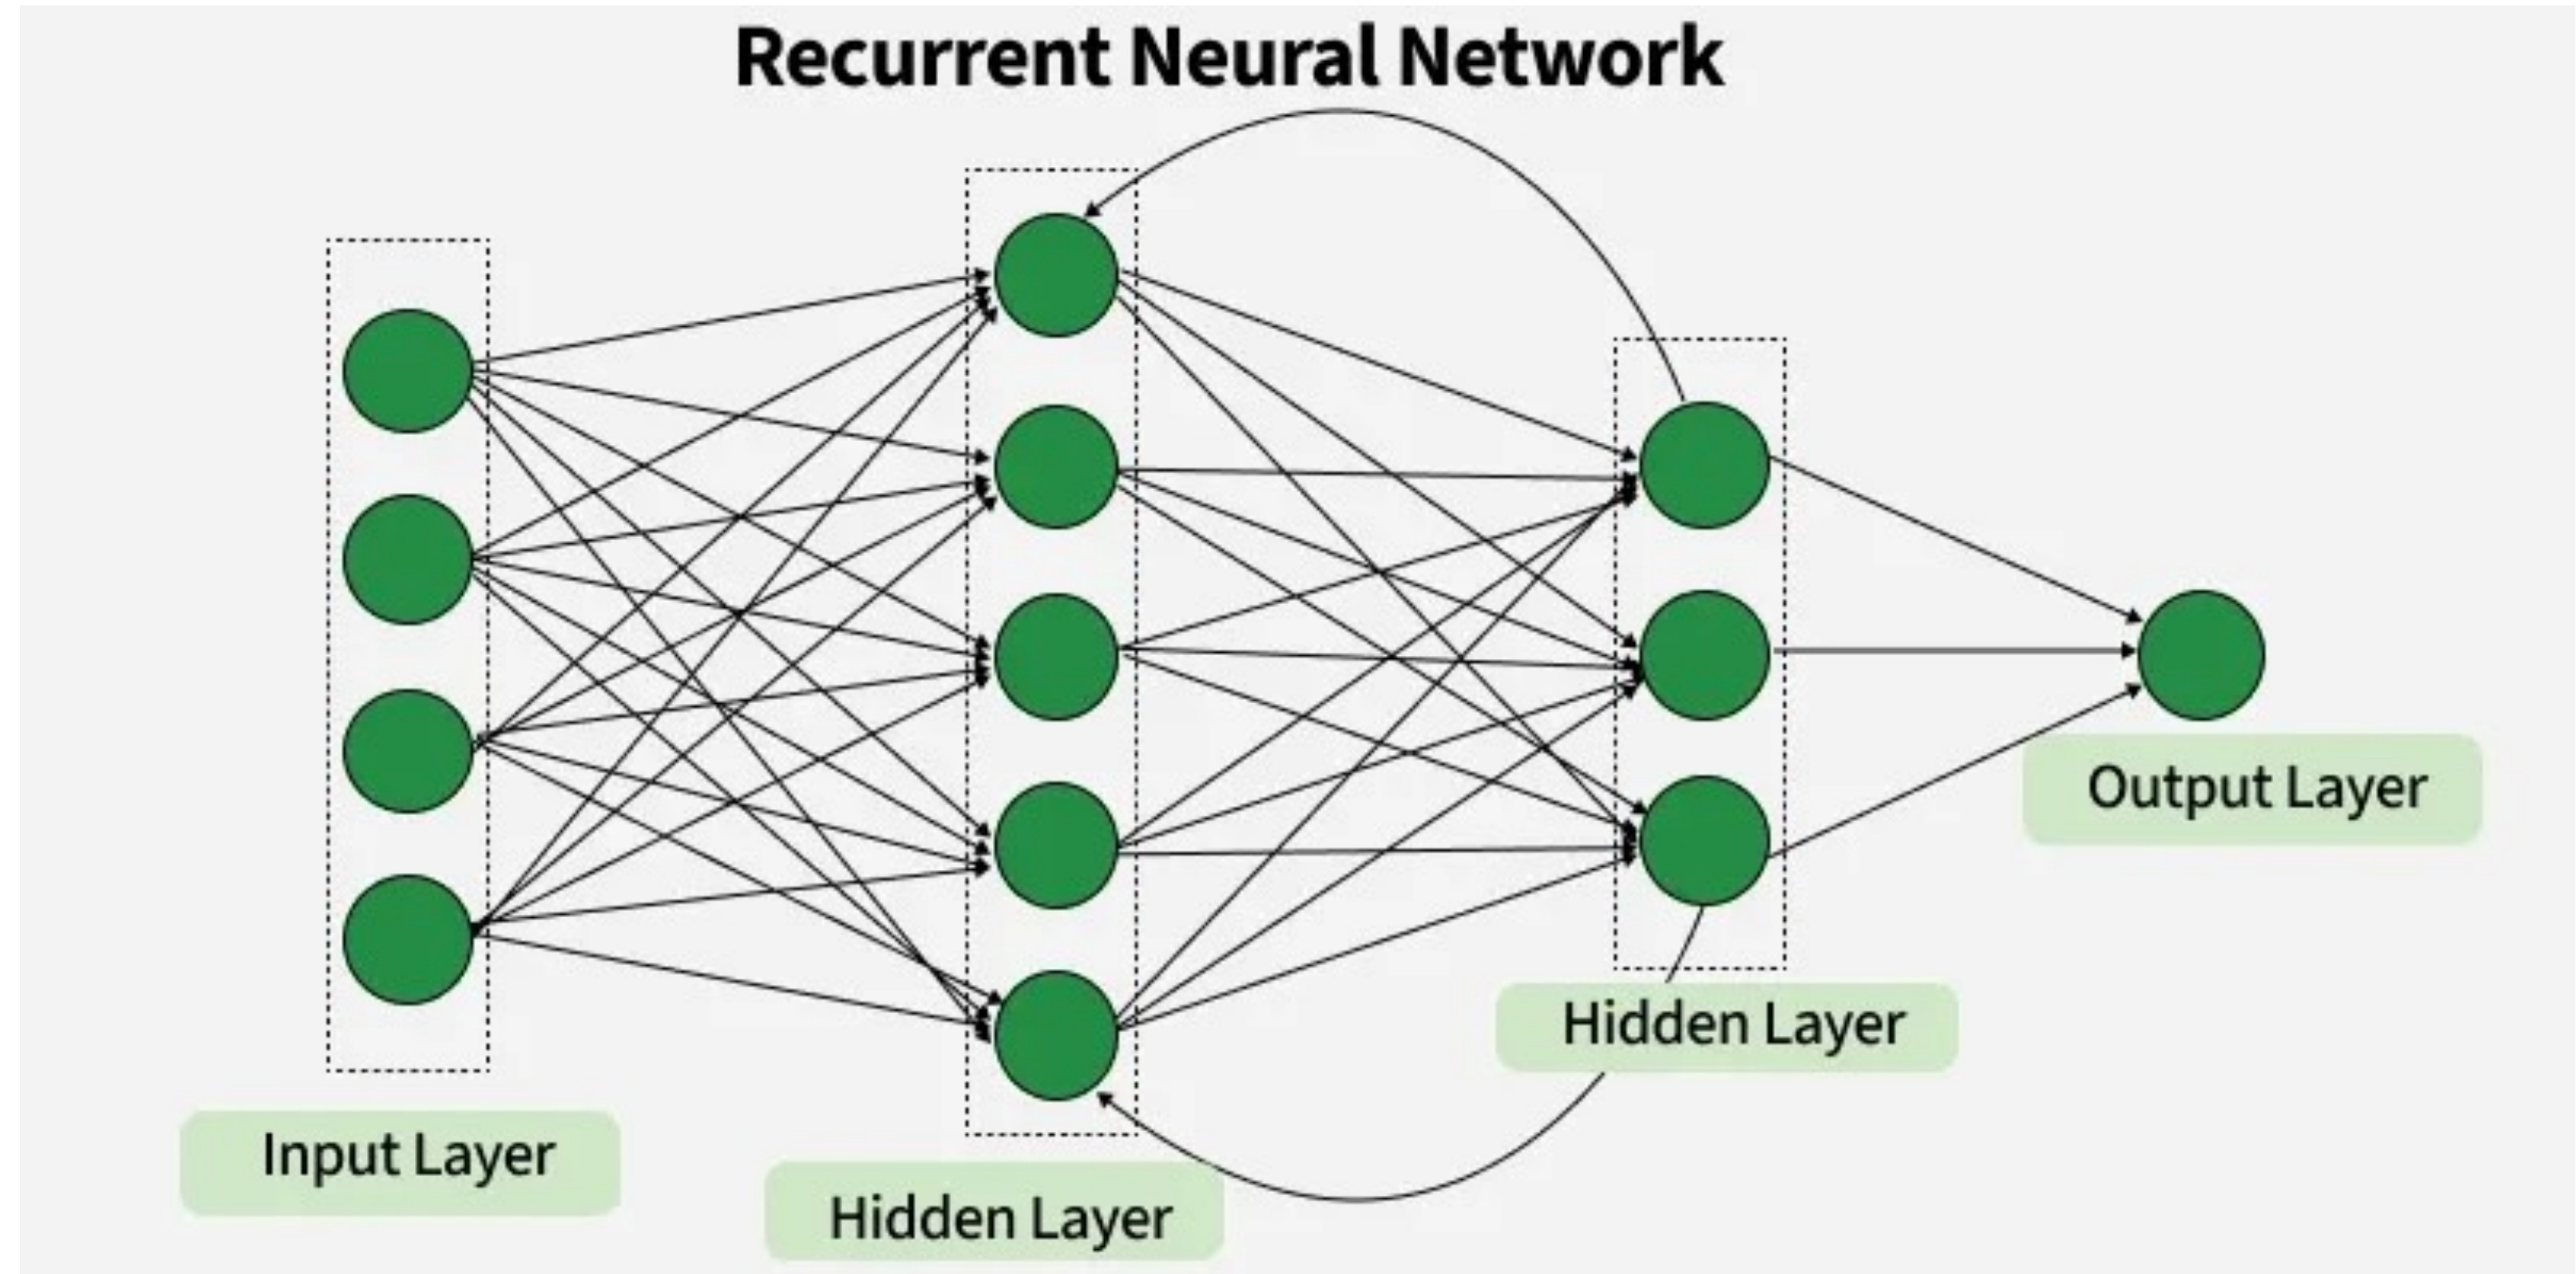 Recurrent Neural Network
Input Layer
Hidden Layer
Hidden Layer
Output Layer